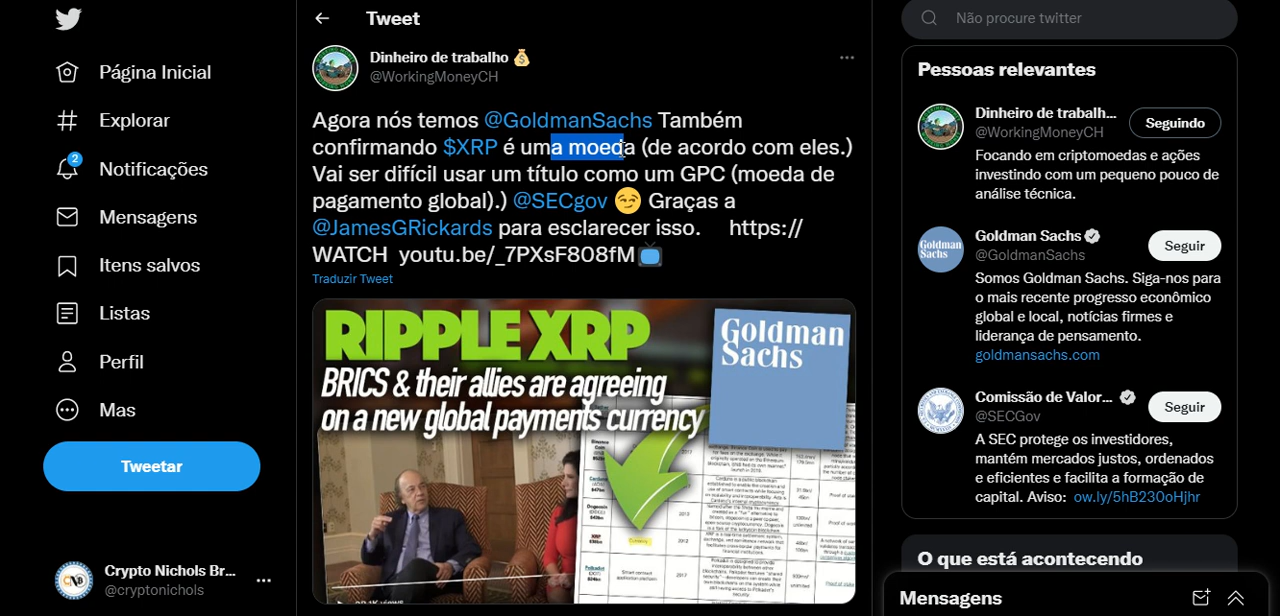 Tweet
Não procure twitter
Página Inicial
Explorar
2
Notificações
Mensagens
Itens salvos
Listas
Perfil
Mas
Tweetar
Crypto Nichols Br...
@cryptonichols
Dinheiro de trabalho
@WorkingMoneyCH
Agora nós temos @GoldmanSachs Também
confirmando $XRP é uma moeda (de acordo com eles.)
Vai ser difícil usar um título como um GPC (moeda de
pagamento global).) @SECgov 😏 Graças a
@JamesGRickards para esclarecer isso. https://
WATCH youtu.be/_7PXsF8O8fM📺
Traduzir Tweet
RIPPLE XRP
BRICS & their allies are agreeing
on a new global payments currency
Goldman
Sachs
Pessoas relevantes
Dinheiro de trabalh...
@WorkingMoneyCH
Seguindo
Focando em criptomoedas e ações
investindo com um pequeno pouco de
análise técnica.
Goldman Sachs
@GoldmanSachs
Seguir
Somos Goldman Sachs. Siga-nos para
o mais recente progresso econômico
global e local, notícias firmes e
liderança de pensamento.
goldmansachs.com
Comissão de Valor...
@SECGov
Seguir
A SEC protege os investidores,
mantém mercados justos, ordenados
e eficientes e facilita a formação de
capital. Aviso: ow.ly/5hB23OoHjhr
O que está acontecendo
Mensagens